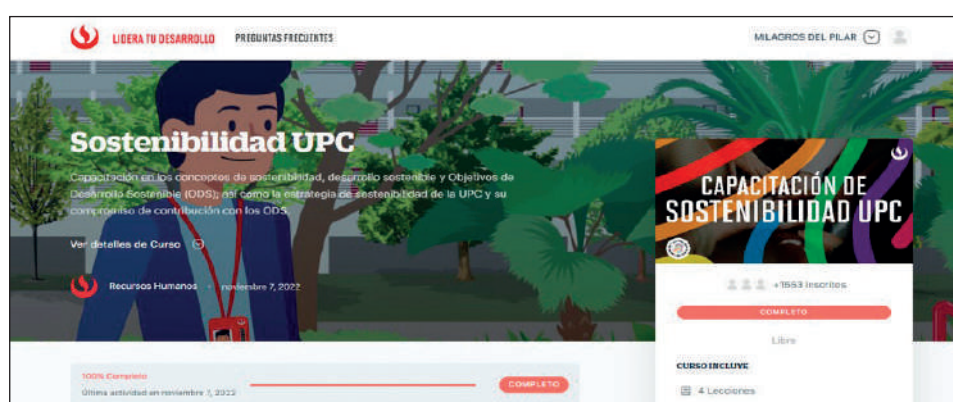 LIDERA TU DESARROLLO
PREGUNTAS FRECUENTES
MILAGROS DEL PILAR
Sostenibilidad UPC
Capacitación en los conceptos de sostenibilidad, desarrollo sostenible y Objetivos de
Desarrollo Sostenible (ODS); así como la estrategia de sostenibilidad de la UPC y su
compromiso de contribución con los ODS.
Ver detalles de Curso
Recursos Humanos · noviembre 7, 2022
100% Completo
Última actividad en noviembre 7, 2022
COMPLETO
CAPACITACIÓN DE
SOSTENIBILIDAD UPC
+1553 inscritos
COMPLETO
Libre
CURSO INCLUYE
4 Lecciones